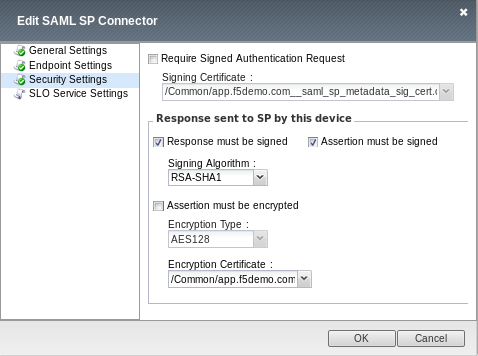 Edit SAML SP Connector
General Settings
Endpoint Settings
Security Settings
SLO Service Settings
Require Signed Authentication Request
Signing Certificate :
/Common/app.f5demo.com__saml_sp_metadata_sig_cert.c
Response sent to SP by this device
Response must be signed
Assertion must be signed
Signing Algorithm :
RSA-SHA1
Assertion must be encrypted
Encryption Type :
AES128
Encryption Certificate :
/Common/app.f5demo.com
OK
Cancel